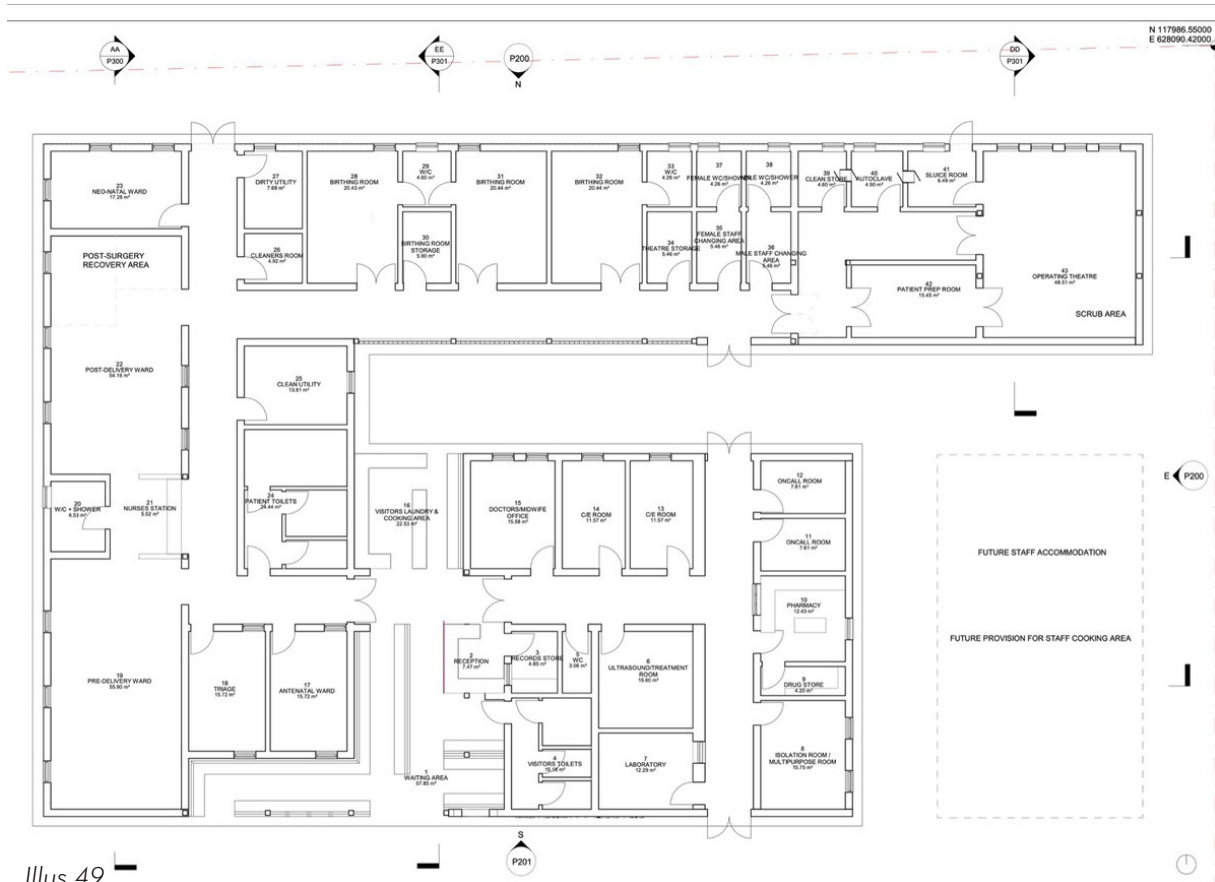 N 117986.55000
E 628090.42000
AA
P300
EE
P301
P200
N
DD
P301
23
NEO-NATAL WARD
17.28 m²
27
DIRTY UTILITY
7.68 m²
28
BIRTHING ROOM
20.43 m²
29
W/C
4.60 m²
31
BIRTHING ROOM
20.44 m²
32
BIRTHING ROOM
20.44 m²
33
W/C
4.26 m²
37
FEMALE WC/SHOWER
4.26 m²
38
MALE WC/SHOWER
4.26 m²
39
CLEAN STORE
4.60 m²
40
AUTOCLAVE
4.90 m²
41
SLUICE ROOM
6.49 m²
POST-SURGERY
RECOVERY AREA
26
CLEANERS ROOM
4.92 m²
30
BIRTHING ROOM
STORAGE
5.90 m²
34
THEATRE STORAGE
5.46 m²
35
FEMALE STAFF
CHANGING AREA
5.46 m²
36
MALE STAFF CHANGING
AREA
5.46 m²
42
PATIENT PREP ROOM
15.45 m²
43
OPERATING THEATRE
48.51 m²
SCRUB AREA
22
POST-DELIVERY WARD
54.16 m²
25
CLEAN UTILITY
13.61 m²
20
W/C + SHOWER
6.53 m²
21
NURSES STATION
5.52 m²
24
PATIENT TOILETS
24.44 m²
16
VISITORS LAUNDRY &
COOKING AREA
22.53 m²
15
DOCTORS/MIDWIFE
OFFICE
15.58 m²
14
C/E ROOM
11.57 m²
13
C/E ROOM
11.57 m²
12
ONCALL ROOM
7.61 m²
11
ONCALL ROOM
7.61 m²
E
P200
FUTURE STAFF ACCOMMODATION
10
PHARMACY
12.43 m²
FUTURE PROVISION FOR STAFF COOKING AREA
19
PRE-DELIVERY WARD
55.90 m²
18
TRIAGE
15.72 m²
17
ANTENATAL WARD
15.72 m²
2
RECEPTION
7.47 m²
3
RECORDS STORE
4.85 m²
5
WC
3.06 m²
6
ULTRASOUND/TREATMENT
ROOM
15.60 m²
9
DRUG STORE
4.20 m²
1
WAITING AREA
57.85 m²
4
VISITORS TOILETS
7
LABORATORY
12.29 m²
8
ISOLATION ROOM /
MULTIPURPOSE ROOM
15.75 m²
S
P201
Illus 49